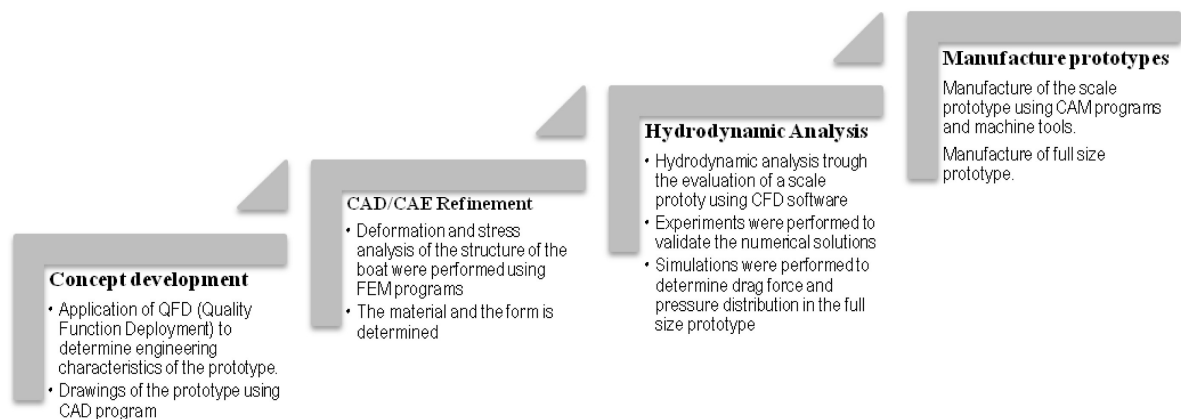 Concept development
• Application of QFD (Quality
Function Deployment) to
determine engineering
characteristics of the prototype.
• Drawings of the prototype using
CAD program
CAD/CAE Refinement
• Deformation and stress
analysis of the structure of the
boat were performed using
FEM programs
• The material and the form is
determined
Hydrodynamic Analysis
• Hydrodynamic analysis trough
the evaluation of a scale
prototy using CFD software
• Experiments were performed to
validate the numerical solutions
• Simulations were performed to
determine drag force and
pressure distribution in the full
size prototype
Manufacture prototypes
Manufacture of the scale
prototype using CAM programs
and machine tools.
Manufacture of full size
prototype.